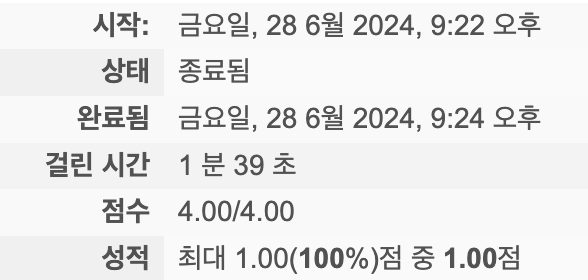 시작: 금요일, 28 6월 2024, 9:22 오후
상태 종료됨
완료됨 금요일, 28 6월 2024, 9:24 오후
걸린 시간 1 분 39 초
점수 4.00/4.00
성적 최대 1.00(100%)점 중 1.00점